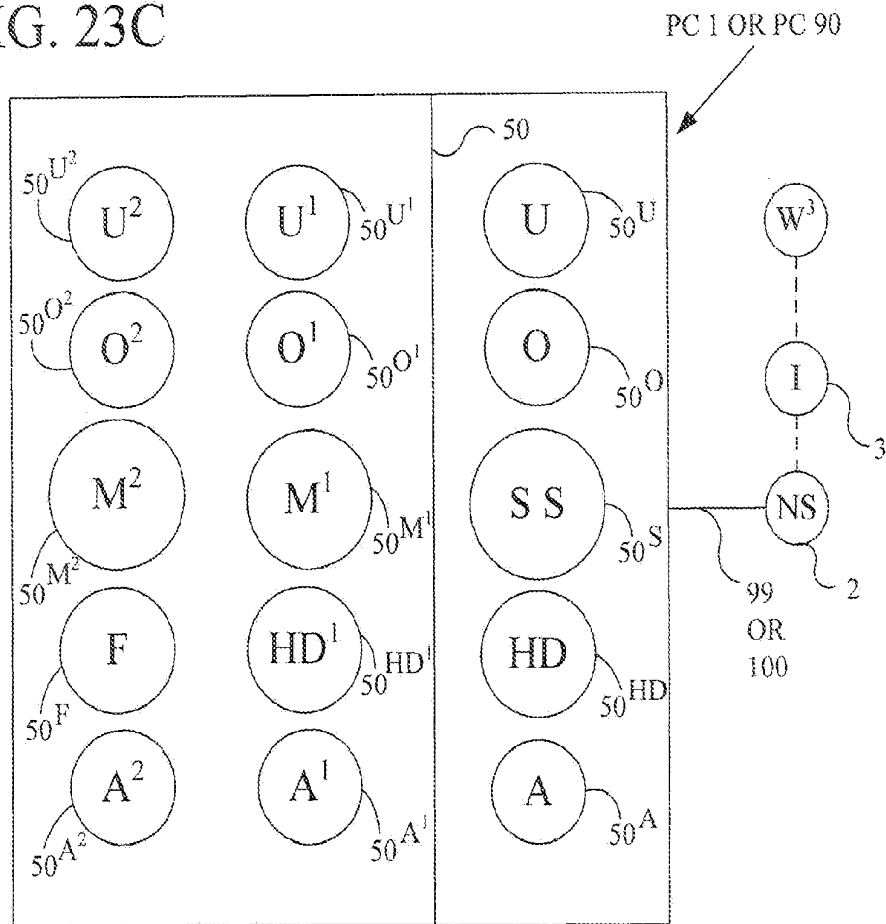 IG. 23C
PC 1 OR PC 90
50
50U² U² U¹ 50U¹ U 50U W³
50O² O² O¹ 50O¹ O 50O I 3
M² 50M² M¹ 50M¹ S S 50S NS 2
99
OR
100
F 50F HD¹ 50HD¹ HD 50HD
A² 50A² A¹ 50A¹ A 50A